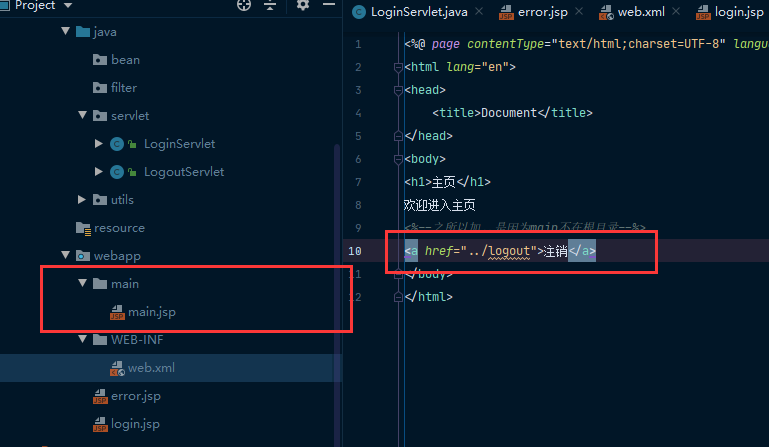 Project
java
bean
filter
servlet
LoginServlet
LogoutServlet
utils
resource
webapp
main
main.jsp
WEB-INF
web.xml
error.jsp
login.jsp
LoginServlet.java
error.jsp
web.xml
login.jsp
1 <%@ page contentType="text/html;charset=UTF-8" langu
2 <html lang="en">
3 <head>
4 <title>Document</title>
5 </head>
6 <body>
7 <h1>主页</h1>
8 欢迎进入主页
9 <%--之所以加..是因为main不在根目录--%>
10 <a href="../logout">注销</a>
11 </body>
12 </html>